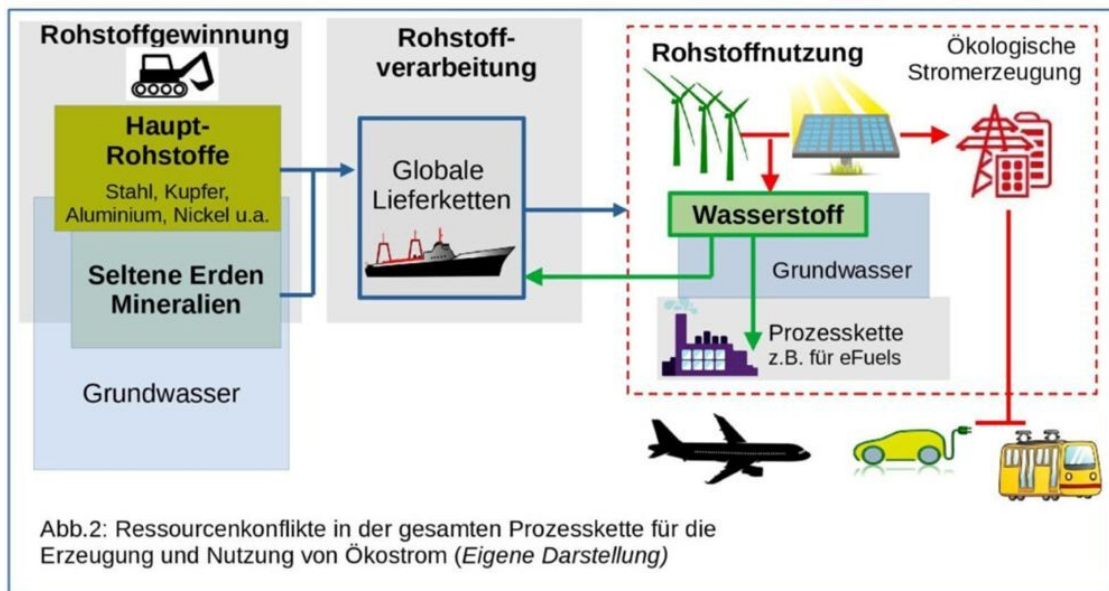 Rohstoffgewinnung
Haupt-
Rohstoffe
Stahl, Kupfer,
Aluminium, Nickel u.a.
Seltene Erden
Mineralien
Grundwasser
Rohstoff-
verarbeitung
Globale
Lieferketten
Rohstoffnutzung
Ökologische
Stromerzeugung
Wasserstoff
Grundwasser
Prozesskette
z.B. für eFuels
Abb.2: Ressourcenkonflikte in der gesamten Prozesskette für die
Erzeugung und Nutzung von Ökostrom (Eigene Darstellung)